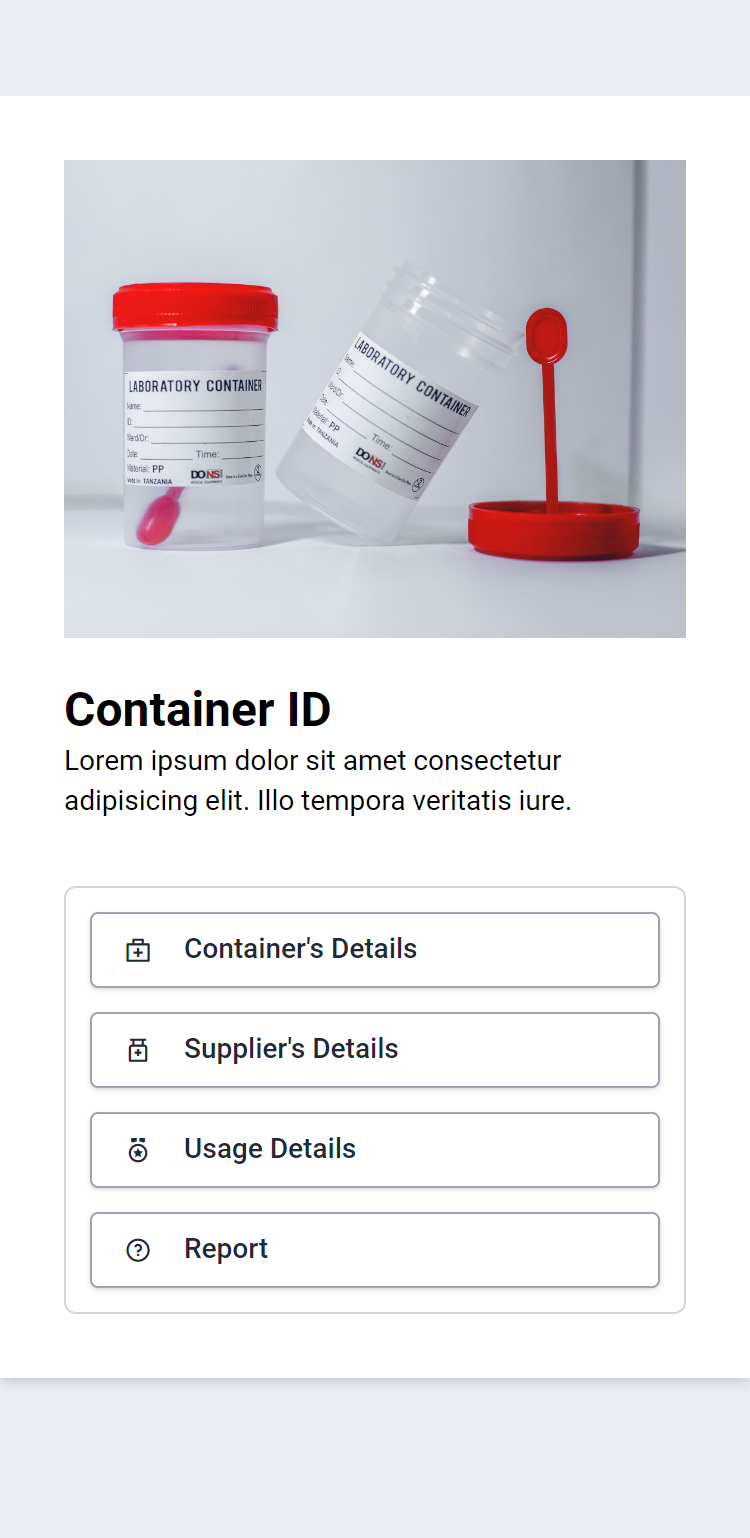 LABORATORY CONTAINER
Name:
ID:
Ward/Dr:
Date: Time:
Material: PP
Made in: TANZANIA
DONS
MEDICAL EQUIPMENTS
LABORATORY CONTAINER
Name:
ID:
Ward/Dr:
Date: Time:
Material: PP
Made in: TANZANIA
DONS
Container ID
Lorem ipsum dolor sit amet consectetur
adipisicing elit. Illo tempora veritatis iure.
Container's Details
Supplier's Details
Usage Details
Report